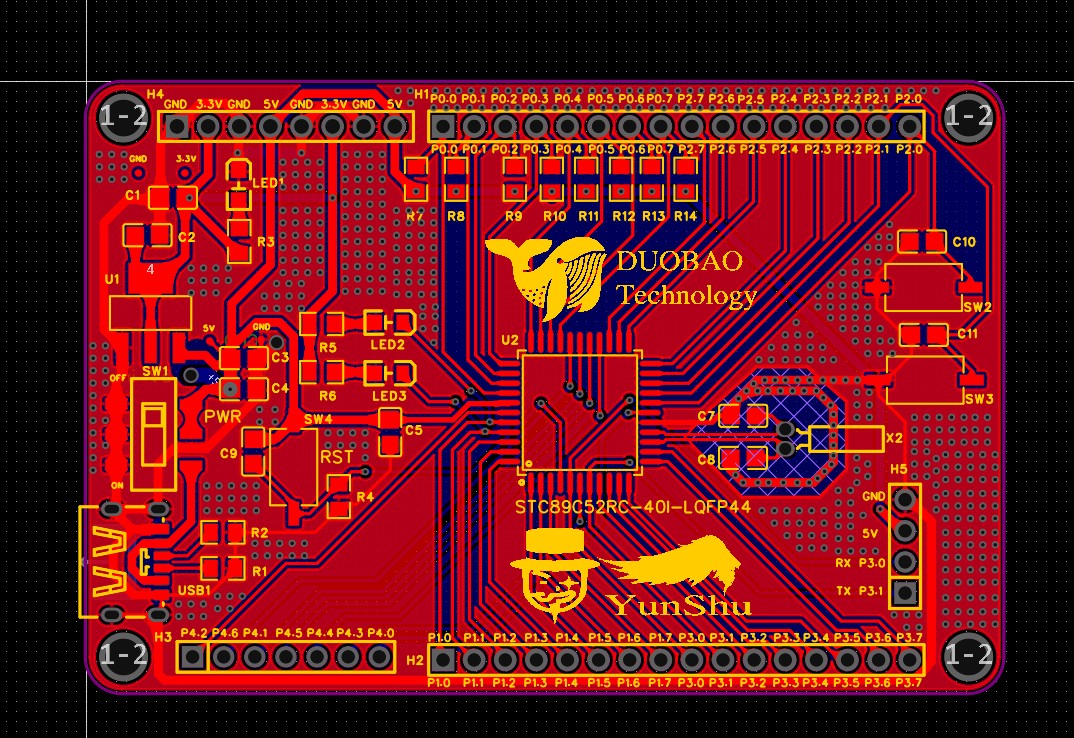 H4
H1
GND 3.3V GND 5V GND 3.3V GND 5V
P0.0 P0.1 P0.2 P0.3 P0.4 P0.5 P0.6 P0.7 P2.7 P2.6 P2.5 P2.4 P2.3 P2.2 P2.1 P2.0
1-2
1-2
P0.0 P0.1 P0.2 P0.3 P0.4 P0.5 P0.6 P0.7 P2.7 P2.6 P2.5 P2.4 P2.3 P2.2 P2.1 P2.0
GND 3.3V
C1
LED1
R7 R8 R9 R10 R11 R12 R13 R14
C2
R3
C10
DUOBAO
Technology
4
U1
SW2
5V GND
R5
LED2
U2
C11
C3
SW1
OFF
C4
R6
LED3
SW3
PWR
SW4
C5
C7
X2
C9
RST
C8
H5
ON
R4
GND
STC89C52RC-40I-LQFP44
R2
5V
R1
RX P3.0
USB1
TX P3.1
YunShu
H3
P4.2 P4.6 P4.1 P4.5 P4.4 P4.3 P4.0
P1.0 P1.1 P1.2 P1.3 P1.4 P1.5 P1.6 P1.7 P3.0 P3.1 P3.2 P3.3 P3.4 P3.5 P3.6 P3.7
1-2
H2
1-2
P1.0 P1.1 P1.2 P1.3 P1.4 P1.5 P1.6 P1.7 P3.0 P3.1 P3.2 P3.3 P3.4 P3.5 P3.6 P3.7